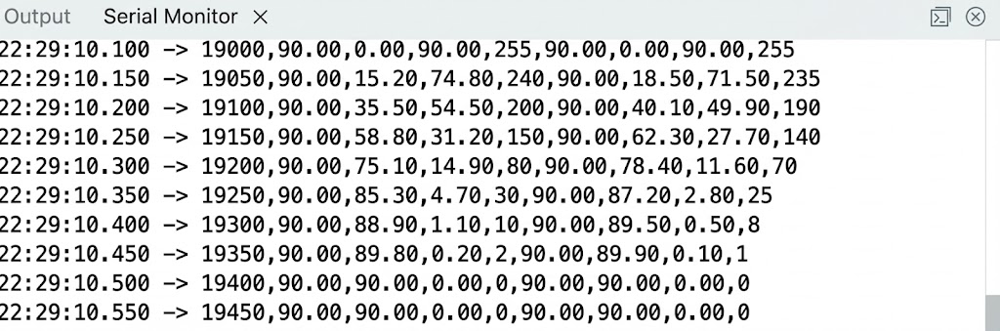 Output Serial Monitor
22:29:10.100 -> 19000,90.00,0.00,90.00,255,90.00,0.00,90.00,255
22:29:10.150 -> 19050,90.00,15.20,74.80,240,90.00,18.50,71.50,235
22:29:10.200 -> 19100,90.00,35.50,54.50,200,90.00,40.10,49.90,190
22:29:10.250 -> 19150,90.00,58.80,31.20,150,90.00,62.30,27.70,140
22:29:10.300 -> 19200,90.00,75.10,14.90,80,90.00,78.40,11.60,70
22:29:10.350 -> 19250,90.00,85.30,4.70,30,90.00,87.20,2.80,25
22:29:10.400 -> 19300,90.00,88.90,1.10,10,90.00,89.50,0.50,8
22:29:10.450 -> 19350,90.00,89.80,0.20,2,90.00,89.90,0.10,1
22:29:10.500 -> 19400,90.00,90.00,0.00,0,90.00,90.00,0.00,0
22:29:10.550 -> 19450,90.00,90.00,0.00,0,90.00,90.00,0.00,0